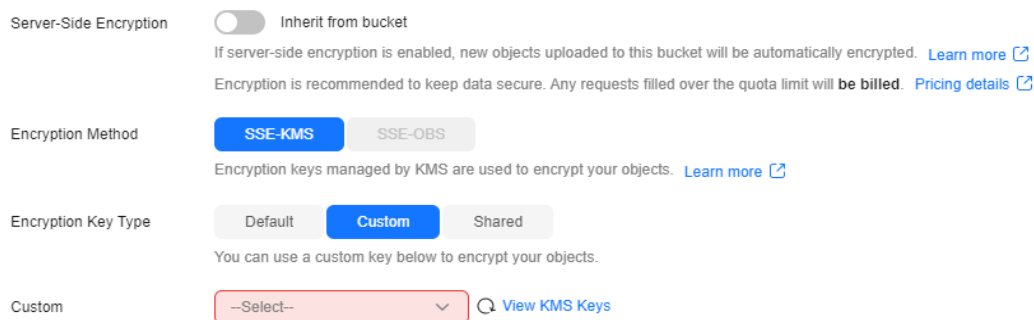 Server-Side Encryption Inherit from bucket
If server-side encryption is enabled, new objects uploaded to this bucket will be automatically encrypted. Learn more
Encryption is recommended to keep data secure. Any requests filled over the quota limit will be billed. Pricing details
Encryption Method SSE-KMS SSE-OBS
Encryption keys managed by KMS are used to encrypt your objects. Learn more
Encryption Key Type Default Custom Shared
You can use a custom key below to encrypt your objects.
Custom --Select-- View KMS Keys